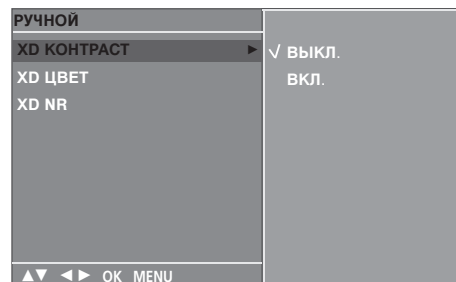 РУЧНОЙ
XD КОНТРАСТ ►
XD ЦВЕТ
XD NR
√ ВЫКЛ.
ВКЛ.
▲▼ ◄► OK MENU